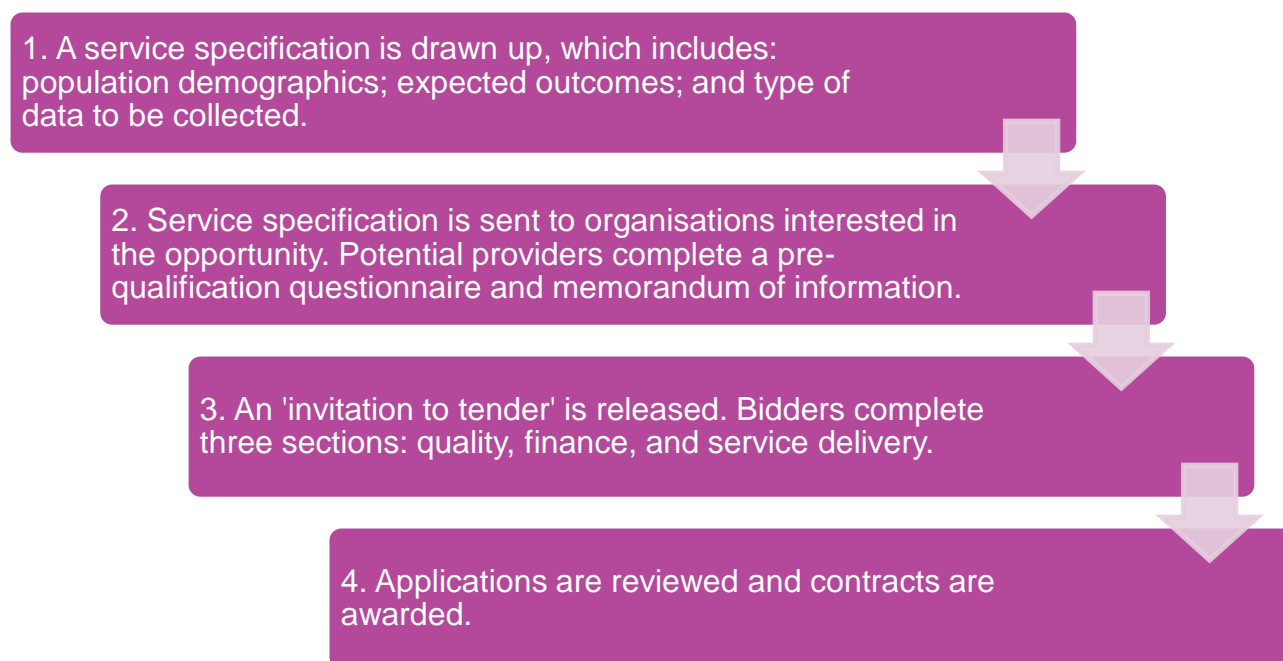 1. A service specification is drawn up, which includes:
population demographics; expected outcomes; and type of
data to be collected.
2. Service specification is sent to organisations interested in
the opportunity. Potential providers complete a pre-
qualification questionnaire and memorandum of information.
3. An 'invitation to tender' is released. Bidders complete
three sections: quality, finance, and service delivery.
4. Applications are reviewed and contracts are
awarded.